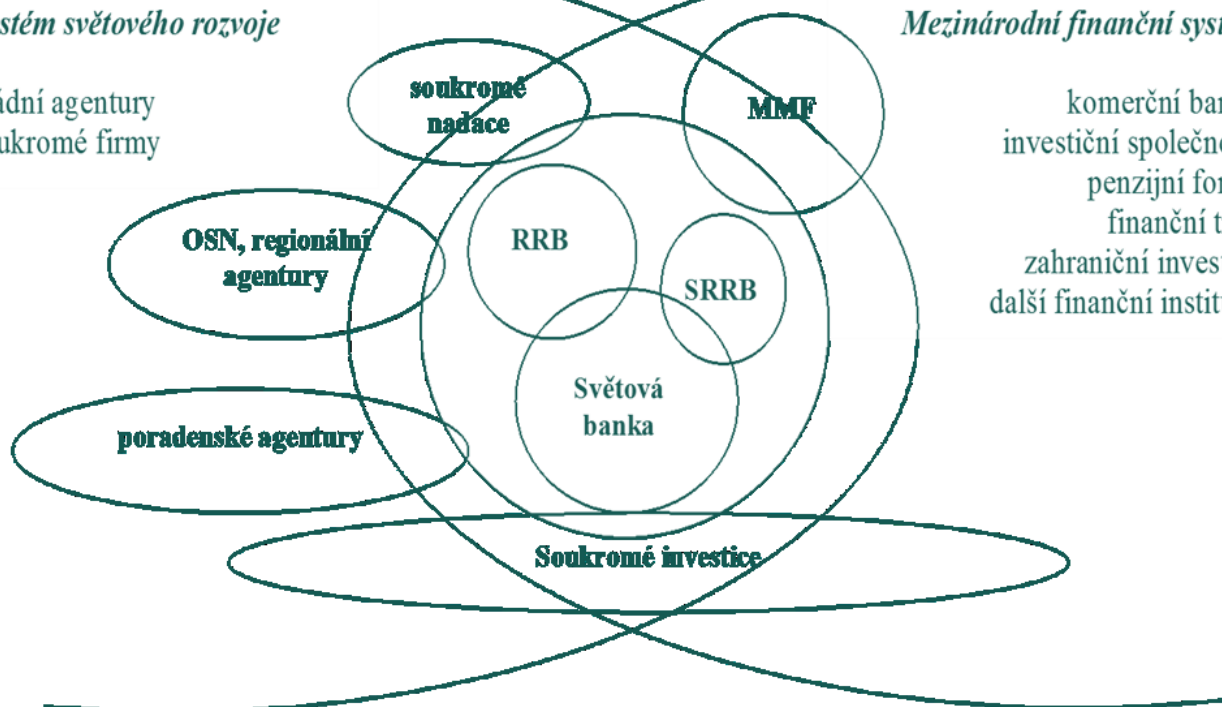 stém světového rozvoje
Mezinárodní finanční syst
ádní agentury
ukromé firmy
soukromé
nadace
MMF
komerční ban
investiční společno
penzijní fon
finanční t
zahraniční invest
další finanční institu
OSN, regionální
agentury
RRB
SRRB
Světová
banka
poradenské agentury
Soukromé investice